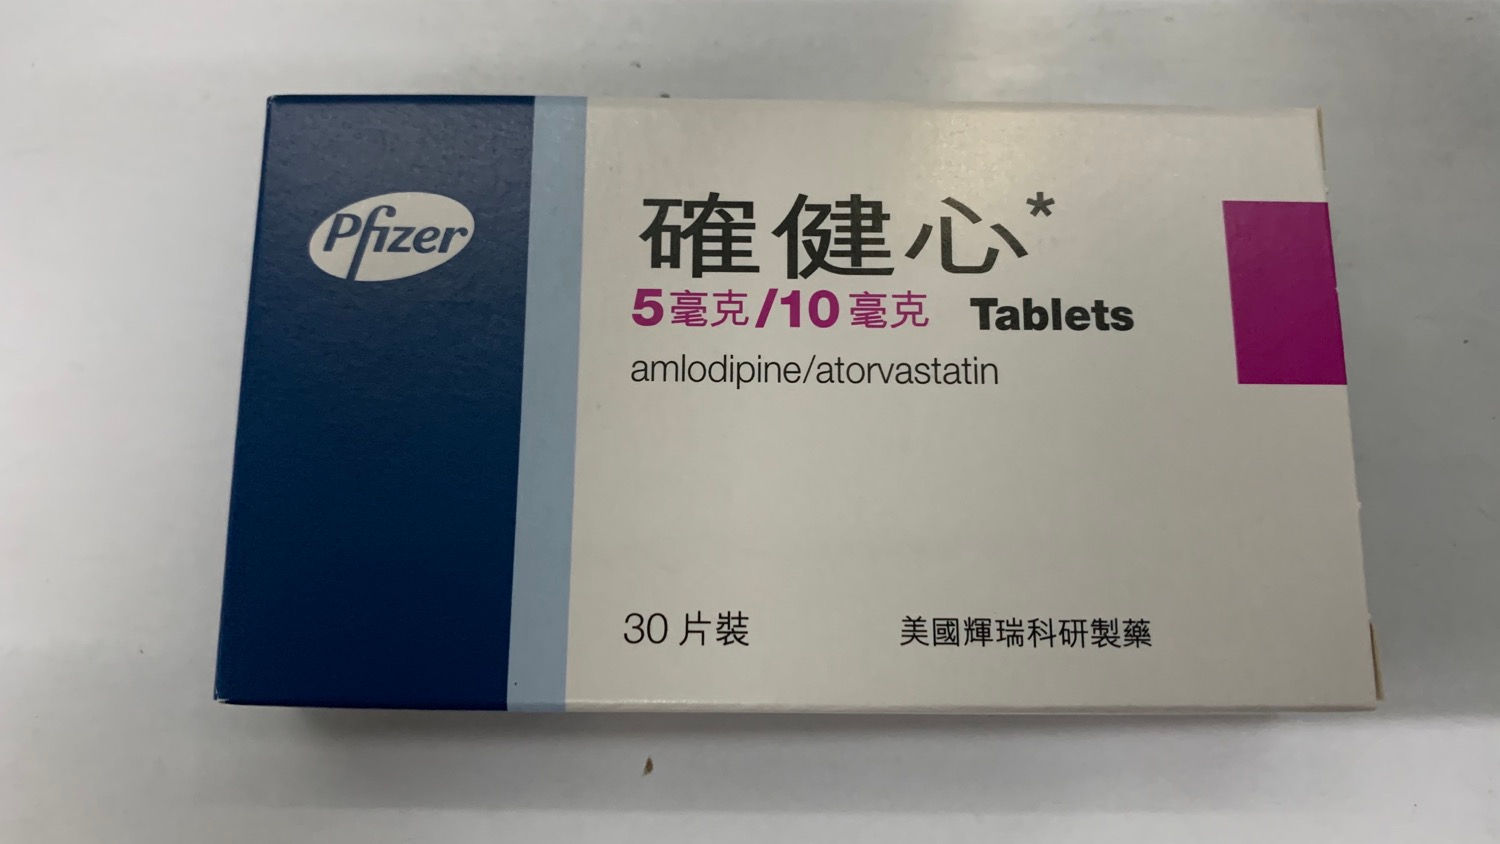 Pfizer
確健心*
5毫克/10毫克 Tablets
amlodipine/atorvastatin
30片裝
美國輝瑞科研製藥